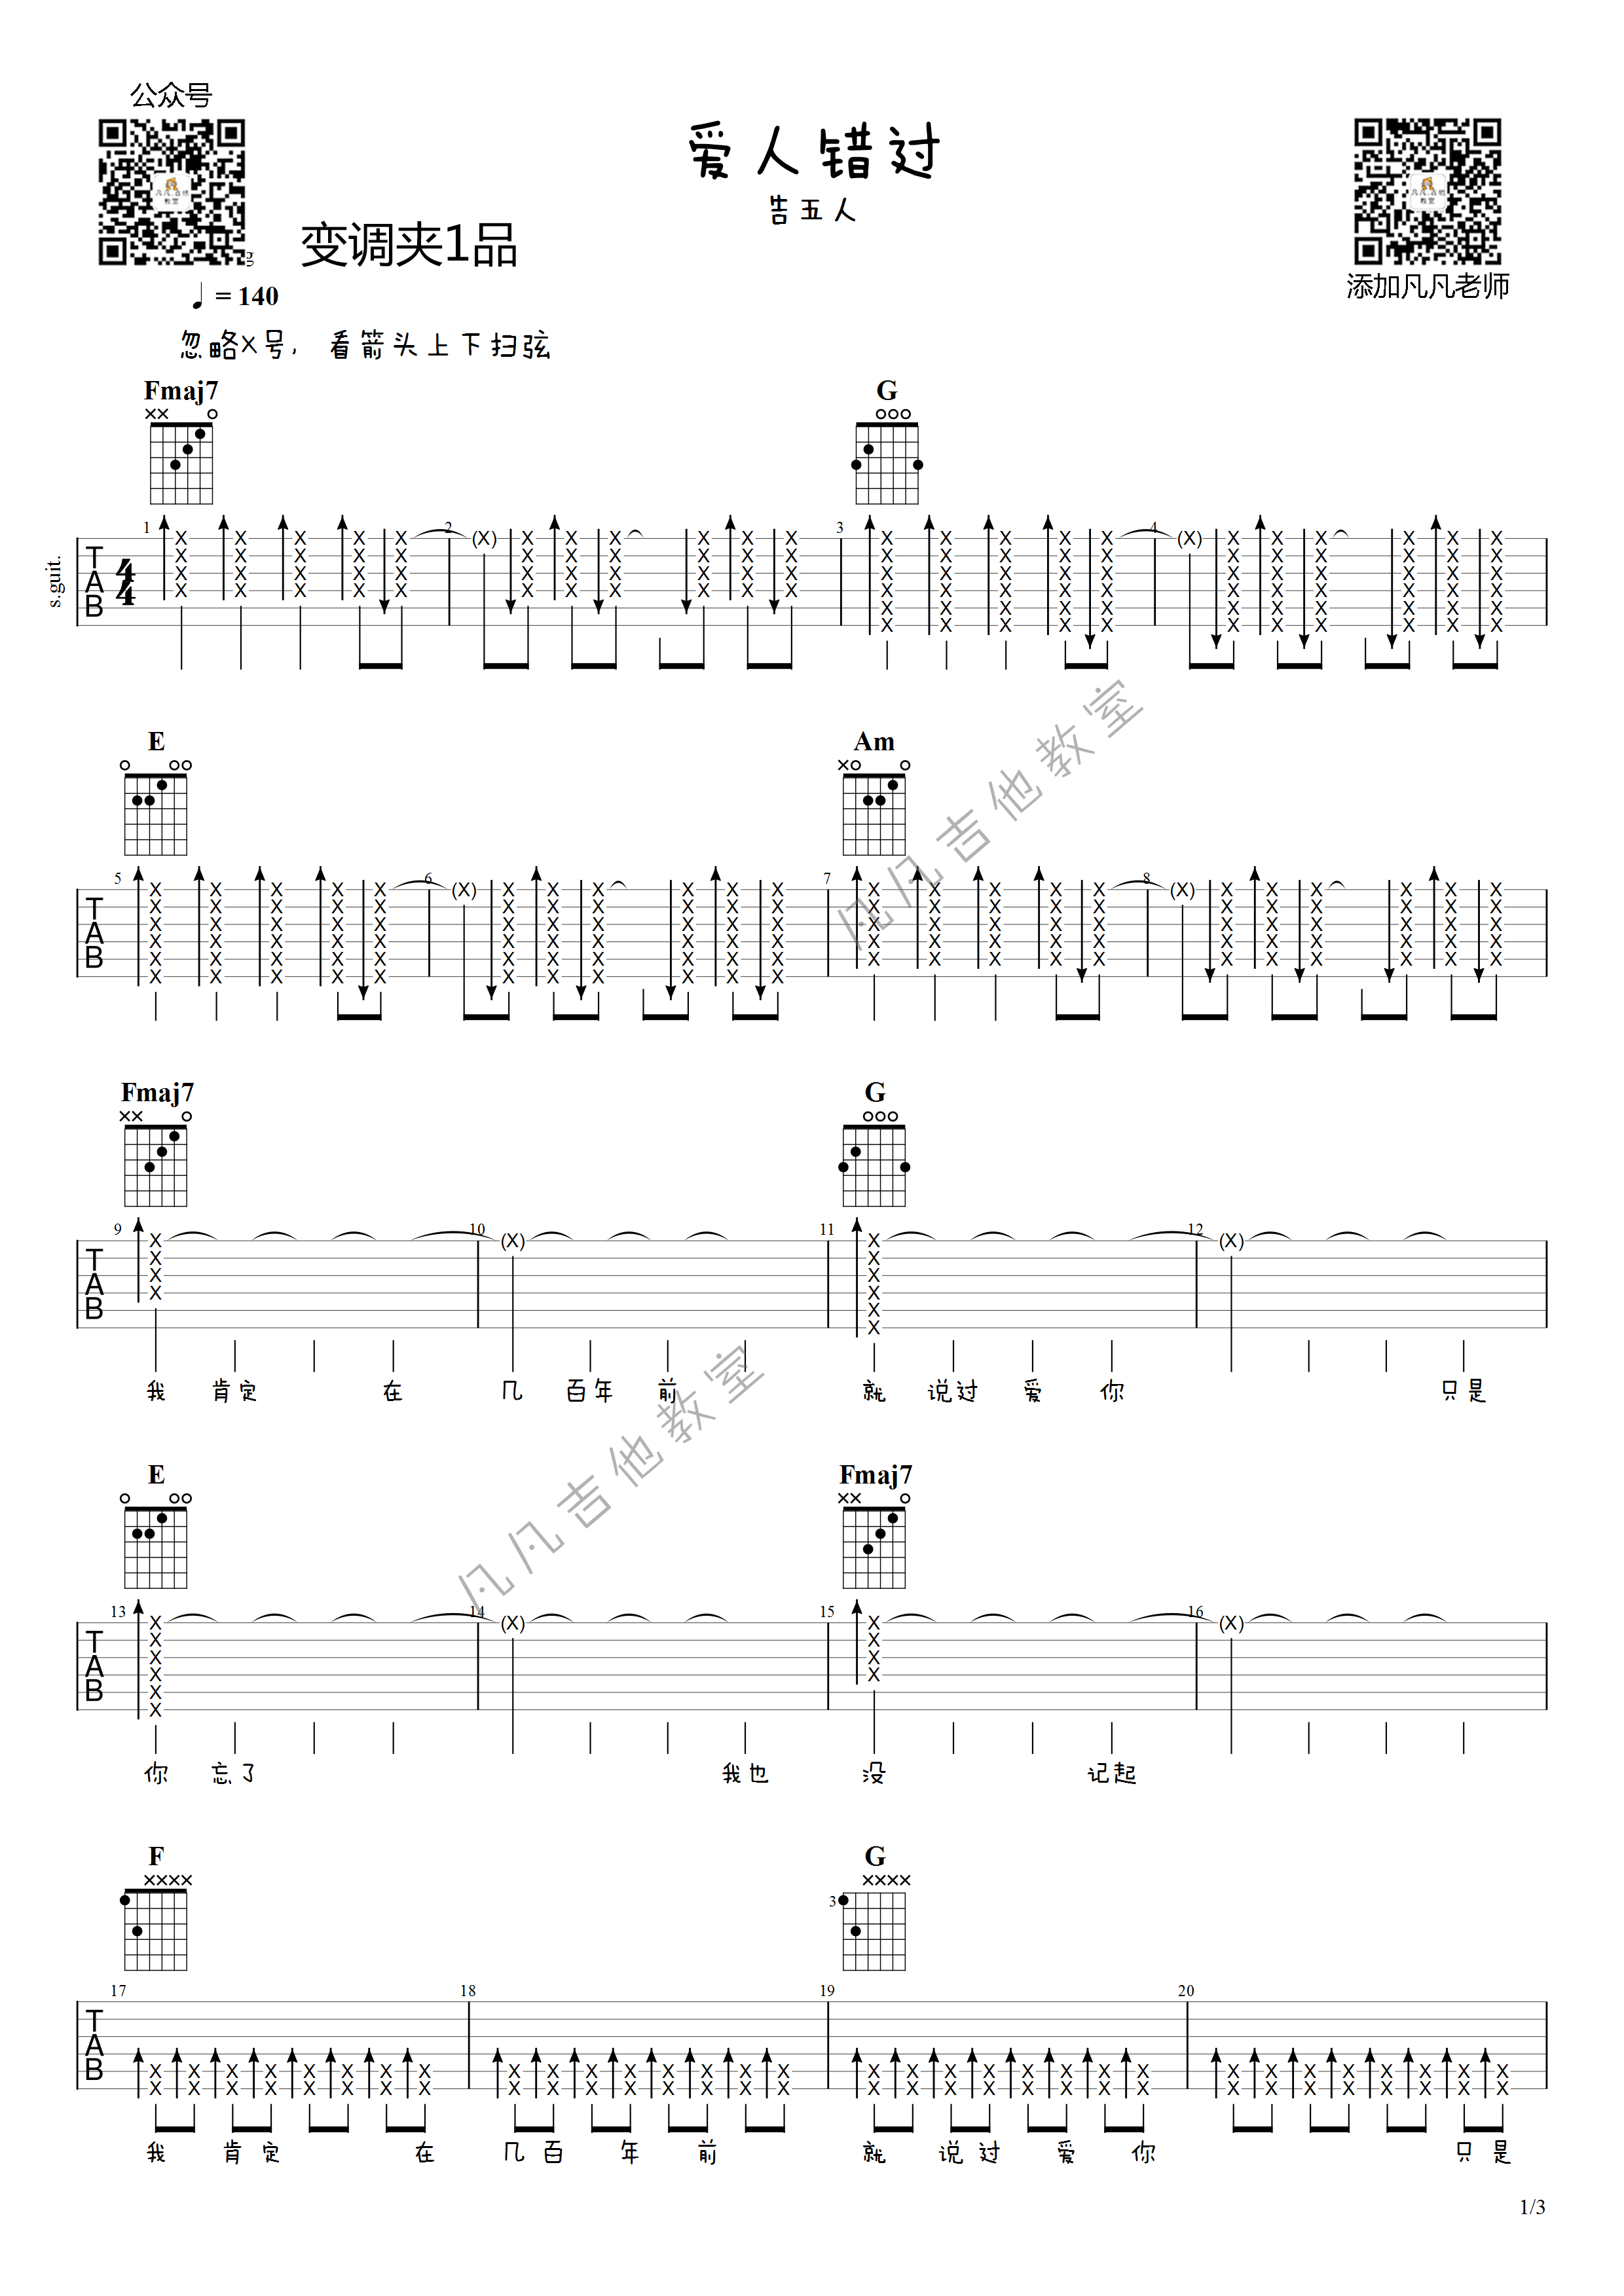 公众号
爱人错过
告五人
变调夹1品
g
添加凡凡老师
♩ = 140
忽略X号，看箭头上下扫弦
Fmaj7 G
s.guit.
TAB
4/4
1 2 3 4
E Am
TAB
5 6 7 8
凡凡吉他教室
Fmaj7 G
TAB
9 10 11 12
我 肯定 在 几 百年 前 就 说过 爱 你 只是
凡凡吉他教室
E Fmaj7
TAB
13 14 15 16
你 忘了 我也 没 记起
F G
3
TAB
17 18 19 20
我 肯定 在 几百 年 前 就 说过 爱 你 只是
1/3